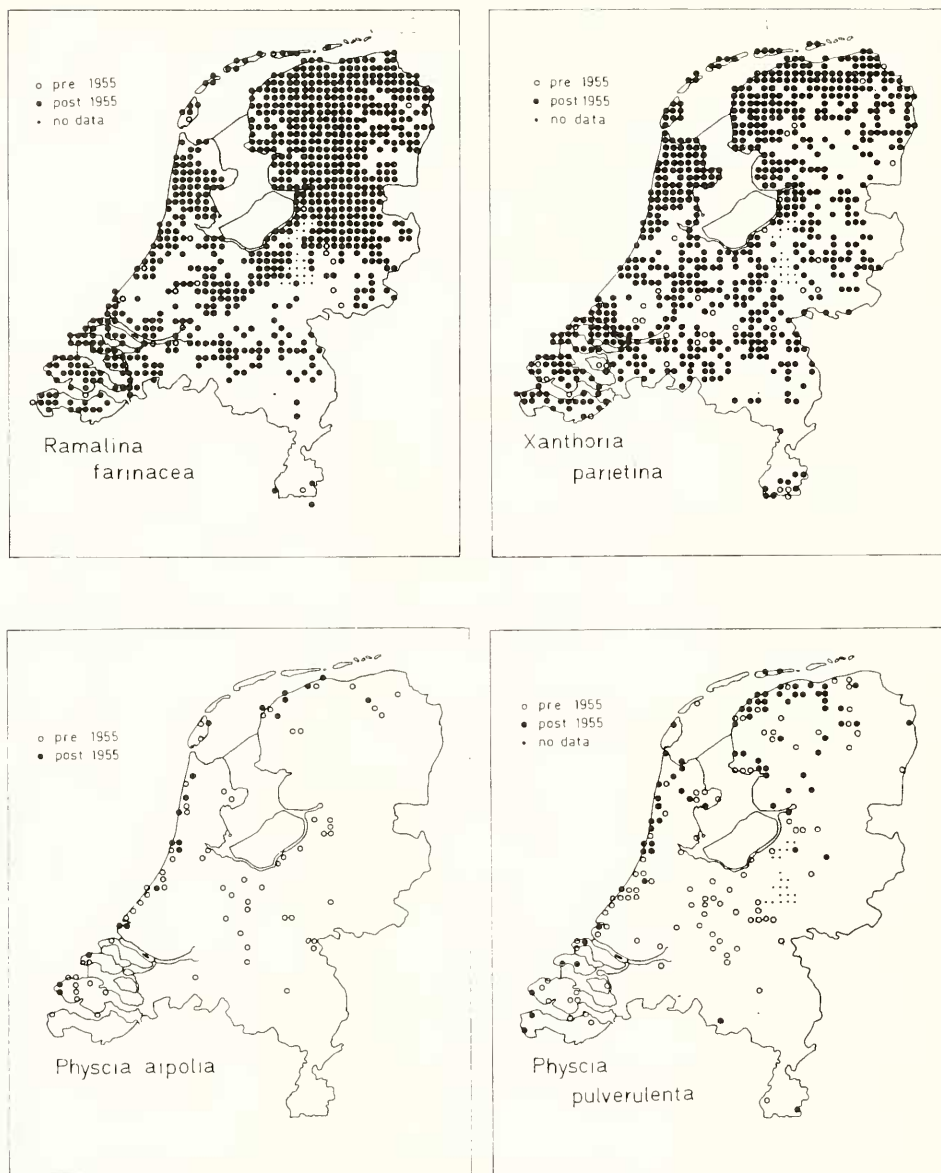 ○ pre 1955
● post 1955
• no data
Ramalina
farinacea
○ pre 1955
● post 1955
• no data
Xanthoria
parietina
○ pre 1955
● post 1955
Physcia aipolia
○ pre 1955
● post 1955
• no data
Physcia
pulverulenta